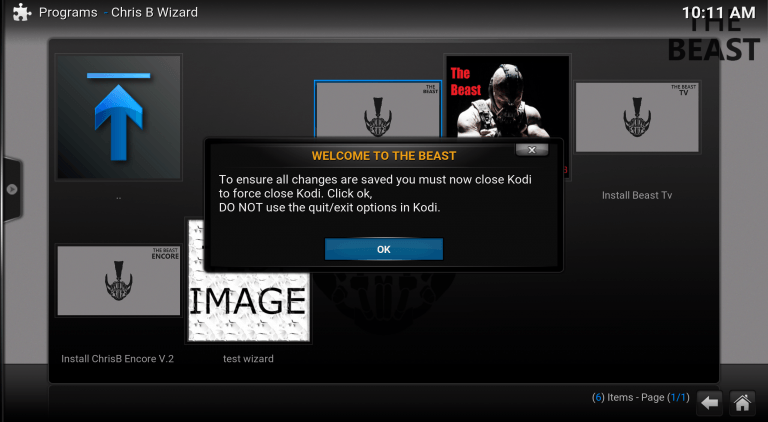 Programs - Chris B Wizard
10:11 AM
THE
BEAST
THE
BEAST
The
Beast
THE BEAST
TV
WELCOME TO THE BEAST
To ensure all changes are saved you must now close Kodi
to force close Kodi. Click ok,
DO NOT use the quit/exit options in Kodi.
OK
..
Install Beast Tv
THE BEAST
ENCORE
IMAGE
Install ChrisB Encore V.2
test wizard
(6) Items - Page (1/1)